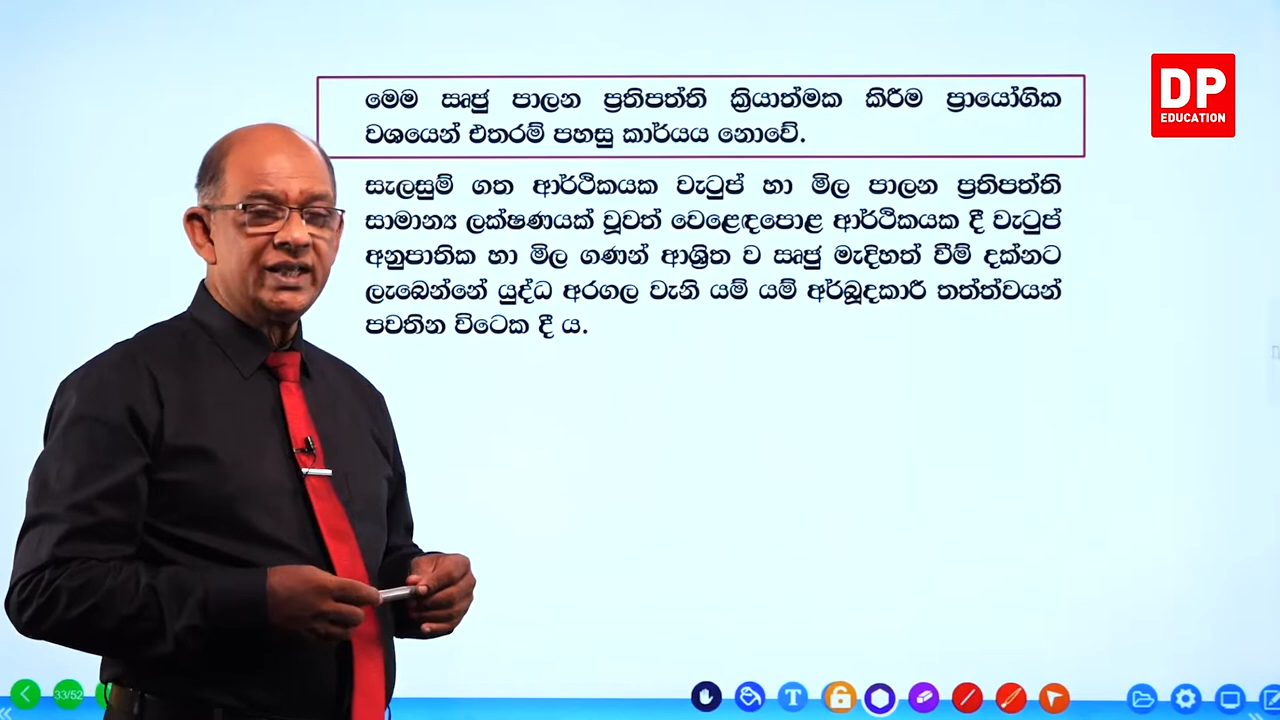 මෙම ඍජු පාලන ප්‍රතිපත්ති ක්‍රියාත්මක කිරීම ප්‍රායෝගික
වශයෙන් එතරම් පහසු කාර්යය නොවේ.
සැලසුම් ගත ආර්ථිකයක වැටුප් හා මිල පාලන ප්‍රතිපත්ති
සාමාන්‍ය ලක්ෂණයක් වූවත් වෙළෙඳපොළ ආර්ථිකයක දී වැටුප්
අනුපාතික හා මිල ගණන් ආශ්‍රිත ව ඍජු මැදිහත් වීම් දක්නට
ලැබෙන්නේ යුද්ධ අරගල වැනි යම් යම් අර්බූදකාරී තත්ත්වයන්
පවතින විටෙක දී ය.
DP
EDUCATION
33/52
T